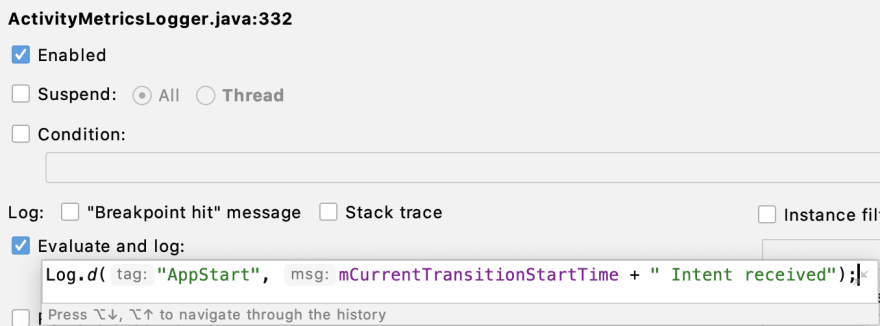 ActivityMetricsLogger.java:332
Enabled
Suspend: All Thread
Condition:
Log: "Breakpoint hit" message Stack trace Instance fil
Evaluate and log:
Log.d( tag: "AppStart", msg: mCurrentTransitionStartTime + " Intent received");
Press ⌥↓, ⌥↑ to navigate through the history